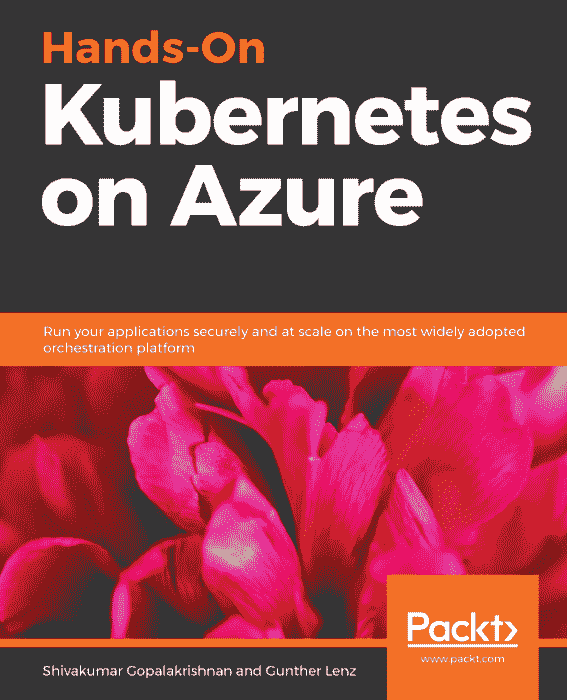 Hands-On
Kubernetes
on Azure
Run your applications securely and at scale on the most widely adopted
orchestration platform
Packt>
www.packt.com
Shivakumar Gopalakrishnan and Gunther Lenz